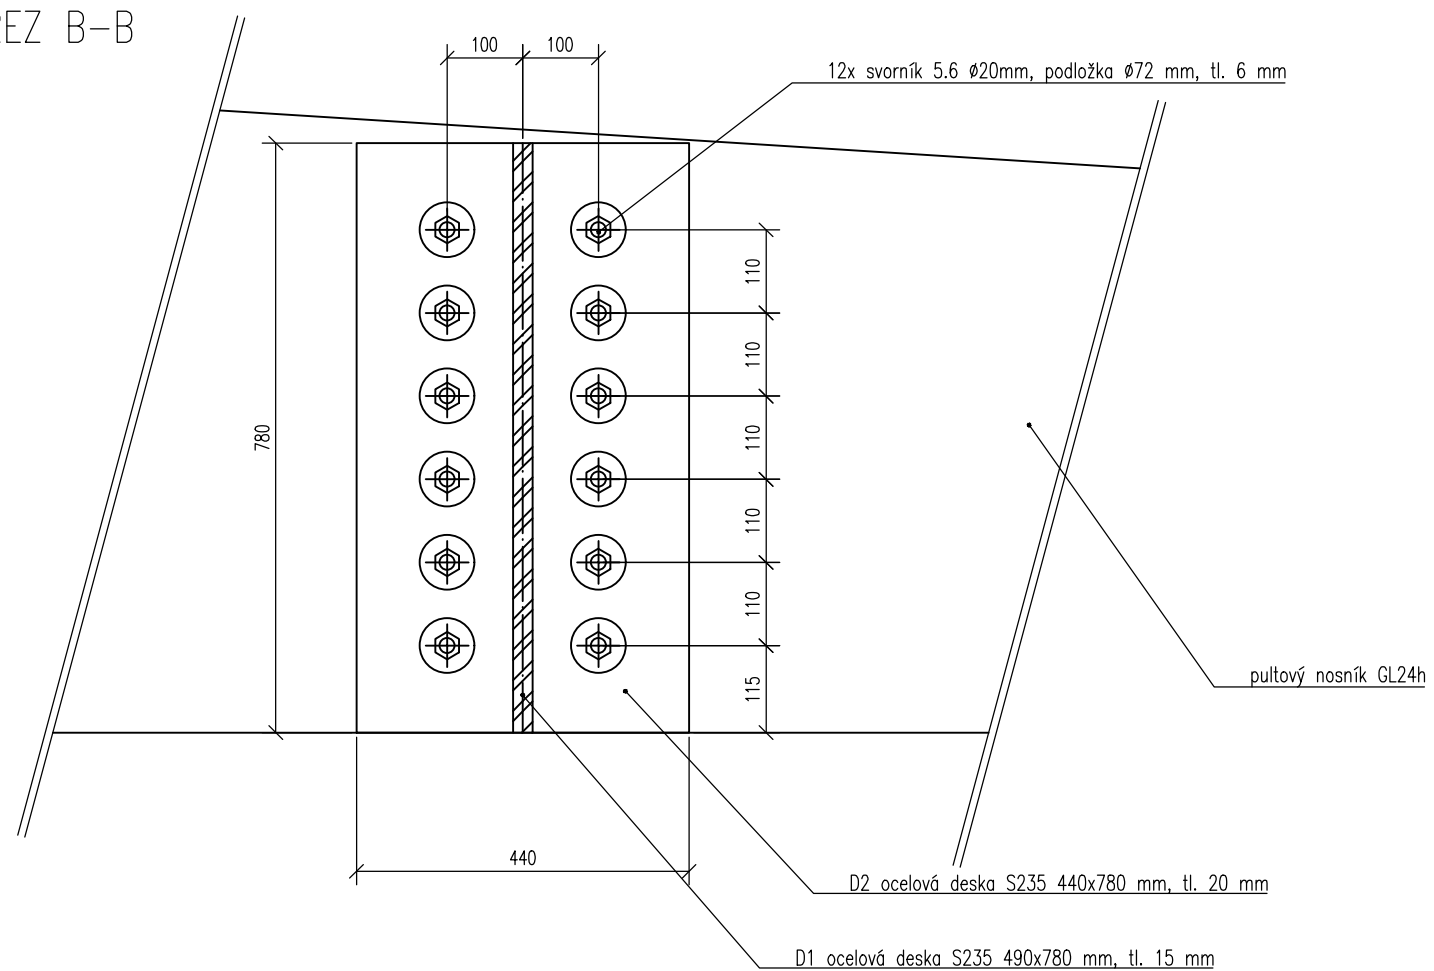 B-B
100
100
12x svorník 5.6 Ø20mm, podložka Ø72 mm, tl. 6 mm
110
110
780
110
110
110
115
pultový nosník GL24h
440
D2 ocelová deska S235 440x780 mm, tl. 20 mm
D1 ocelová deska S235 490x780 mm, tl. 15 mm